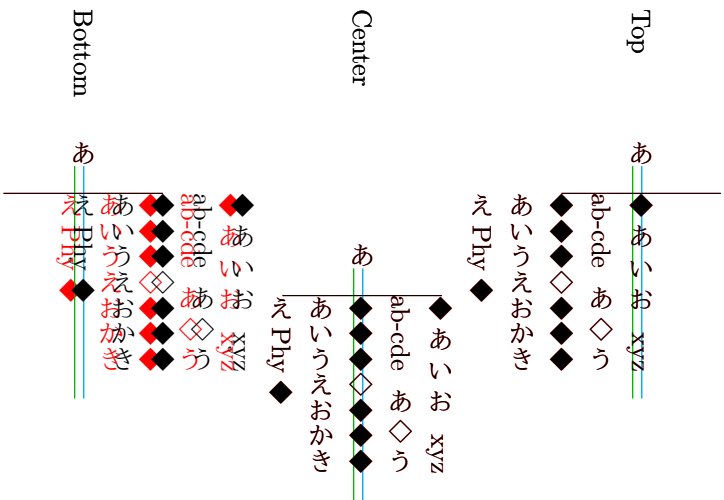 Top
あ
◆ あいお xyz
ab-cde あ◇う
◆◆◆◇◆◆◆
あいうえおかき
え Phy ◆
Center
あ
◆ あいお xyz
ab-cde あ◇う
◆◆◆◇◆◆◆
あいうえおかき
え Phy ◆
Bottom
あ
◆ あいお xyz
ab-cde あ◇う
◆◆◆◇◆◆◆
あいうえおかき
え Phy ◆